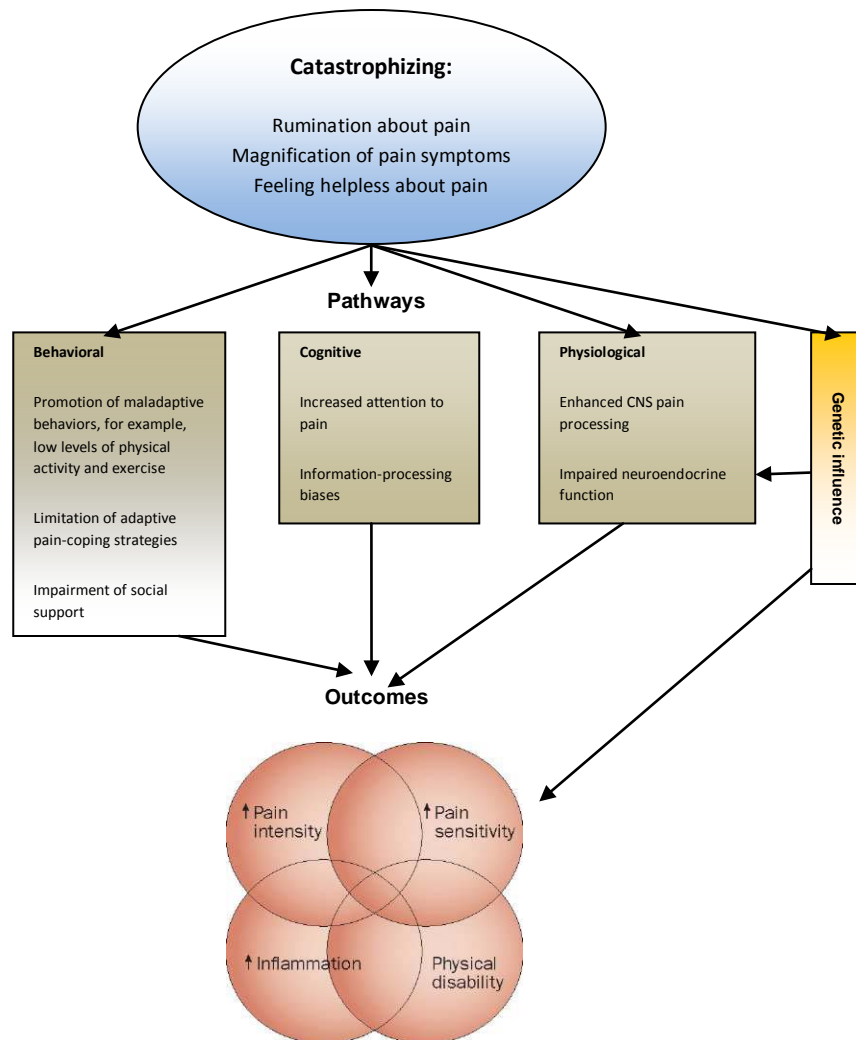 Catastrophizing:
Rumination about pain
Magnification of pain symptoms
Feeling helpless about pain
Pathways
Behavioral
Promotion of maladaptive
behaviors, for example,
low levels of physical
activity and exercise
Limitation of adaptive
pain-coping strategies
Impairment of social
support
Cognitive
Increased attention to
pain
Information-processing
biases
Physiological
Enhanced CNS pain
processing
Impaired neuroendocrine
function
Genetic influence
Outcomes
↑ Pain
intensity
↑ Pain
sensitivity
↑ Inflammation
Physical
disability